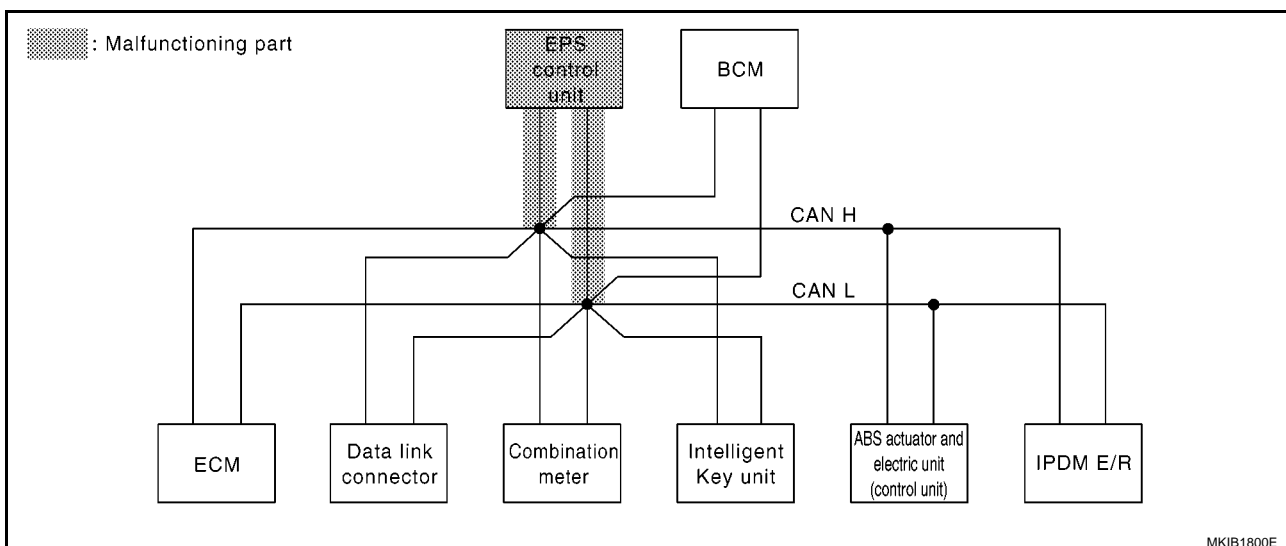 : Malfunctioning part
EPS
control
unit
BCM
CAN H
CAN L
ECM
Data link
connector
Combination
meter
Intelligent
Key unit
ABS actuator and
electric unit
(control unit)
IPDM E/R
MKIB1800E